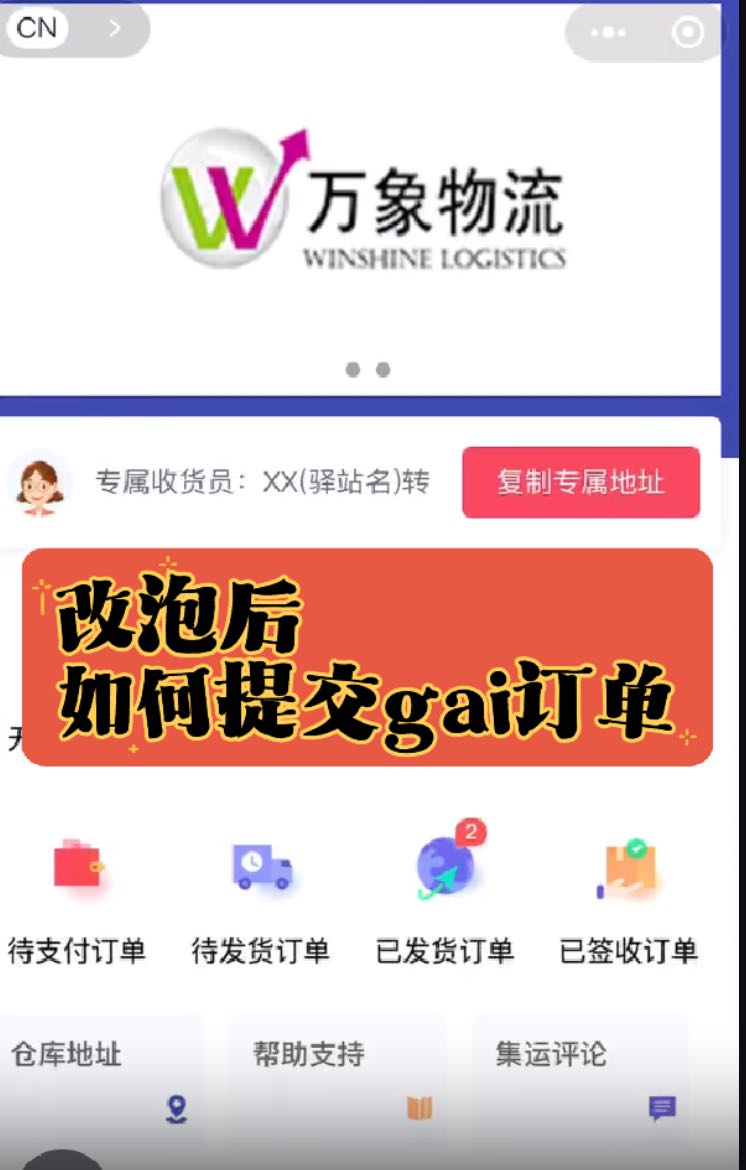 CN
万象物流
WINSHINE LOGISTICS
专属收货员：XX(驿站名)转
复制专属地址
改泡后
如何提交gai订单
2
待支付订单
待发货订单
已发货订单
已签收订单
仓库地址
帮助支持
集运评论